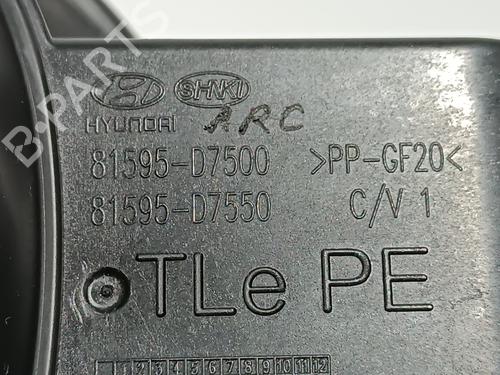 SHNKI
HYUNDAI ARC
81595-D7500 >PP-GF20<
81595-D7550 C/V 1
TLe PE
1 2 3 4 5 6 7 8 9 10 11 12
B-PARTS